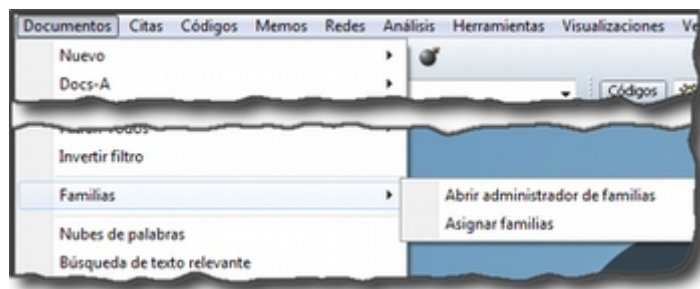 Documentos Citas Códigos Memos Redes Análisis Herramientas Visualizaciones
Nuevo
Docs-A
Códigos
Invertir filtro
Familias
Abrir administrador de familias
Asignar familias
Nubes de palabras
Búsqueda de texto relevante